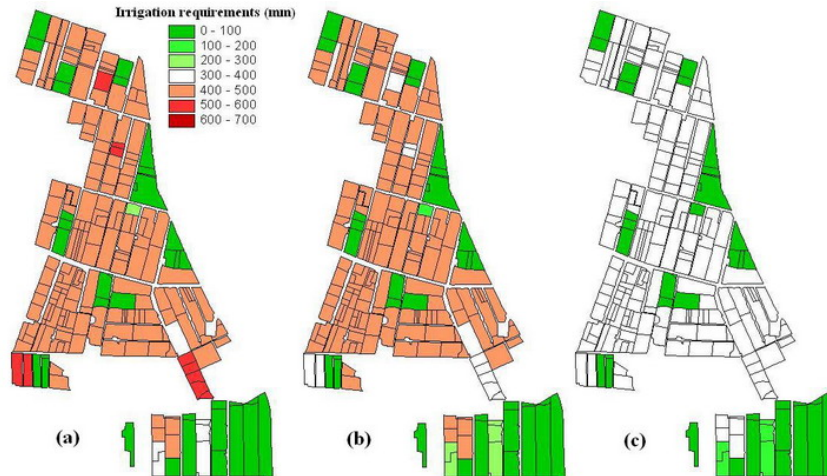 Irrigation requirements (mm)
0 - 100
100 - 200
200 - 300
300 - 400
400 - 500
500 - 600
600 - 700
(a)
(b)
(c)